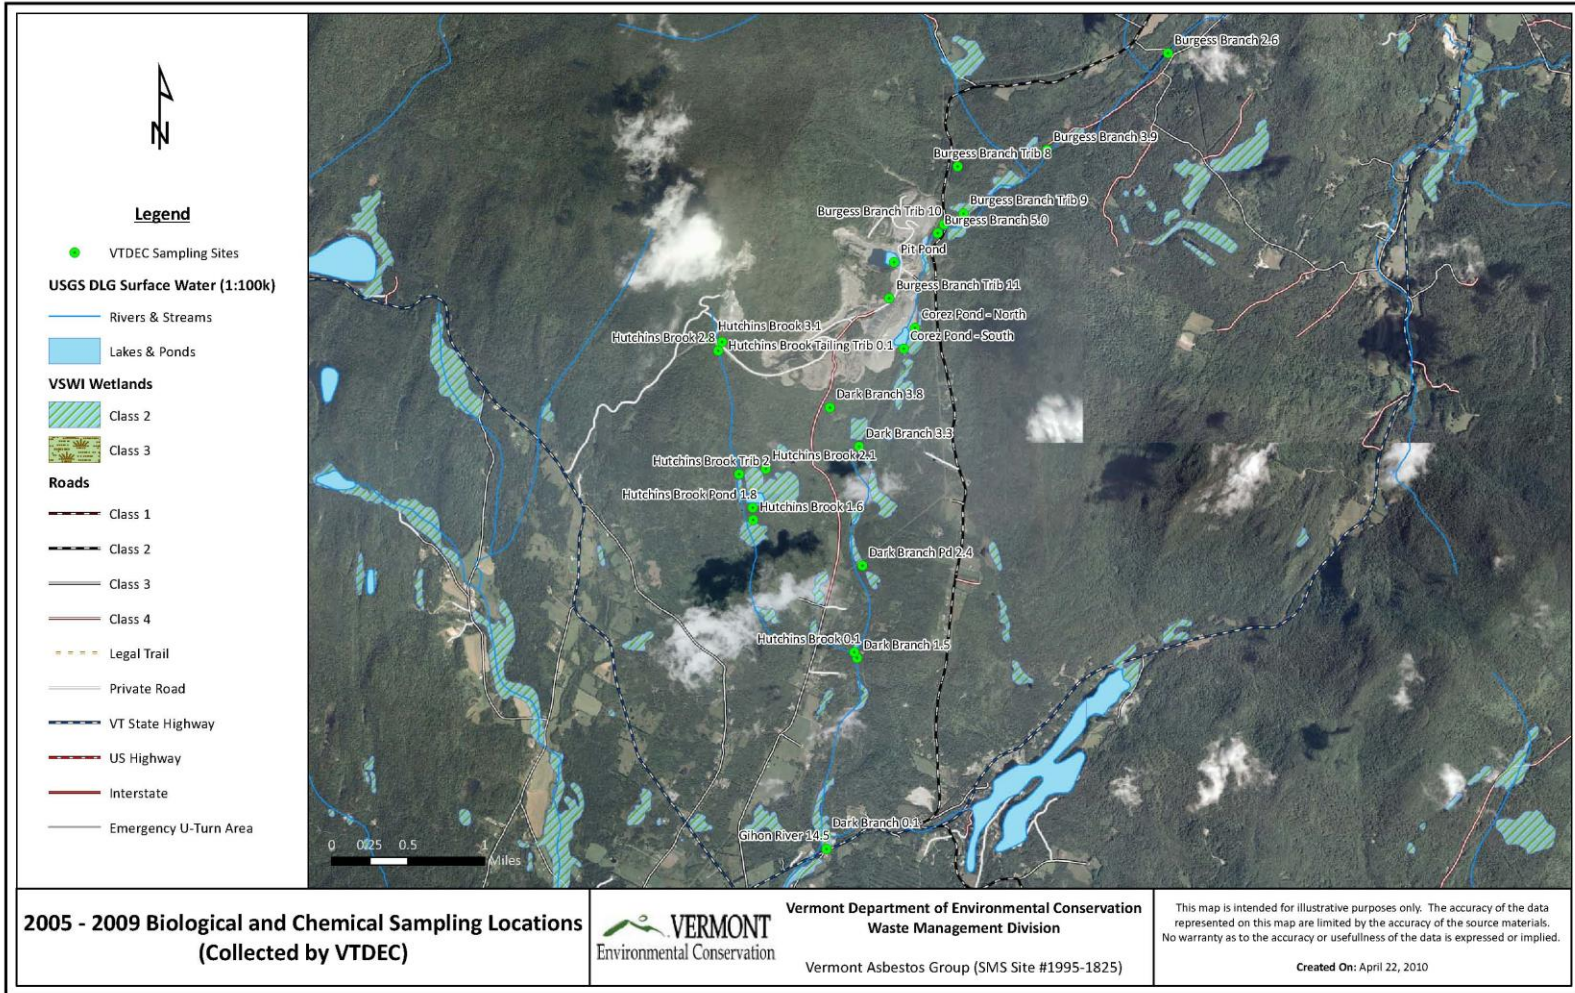 N
Legend
VTDEC Sampling Sites
USGS DLG Surface Water (1:100k)
Rivers & Streams
Lakes & Ponds
VSWI Wetlands
Class 2
Class 3
Roads
Class 1
Class 2
Class 3
Class 4
Legal Trail
Private Road
VT State Highway
US Highway
Interstate
Emergency U-Turn Area
Burgess Branch 2.6
Burgess Branch 3.9
Burgess Branch Trib 8
Burgess Branch Trib 9
Burgess Branch Trib 10
Burgess Branch 5.0
Pit Pond
Burgess Branch Trib 11
Corez Pond - North
Hutchins Brook 3.1
Hutchins Brook 2.8
Corez Pond - South
Hutchins Brook Tailing Trib 0.1
Dark Branch 3.8
Dark Branch 3.3
Hutchins Brook 2.1
Hutchins Brook Trib 2
Hutchins Brook Pond 1.8
Hutchins Brook 1.6
Dark Branch Pd 2.4
Hutchins Brook 0.1
Dark Branch 1.5
Dark Branch 0.1
Gihon River 14.5
0 0.25 0.5 1
Miles
2005 - 2009 Biological and Chemical Sampling Locations
(Collected by VTDEC)
VERMONT
Environmental Conservation
Vermont Department of Environmental Conservation
Waste Management Division
Vermont Asbestos Group (SMS Site #1995-1825)
This map is intended for illustrative purposes only. The accuracy of the data
represented on this map are limited by the accuracy of the source materials.
No warranty as to the accuracy or usefullness of the data is expressed or implied.
Created On: April 22, 2010